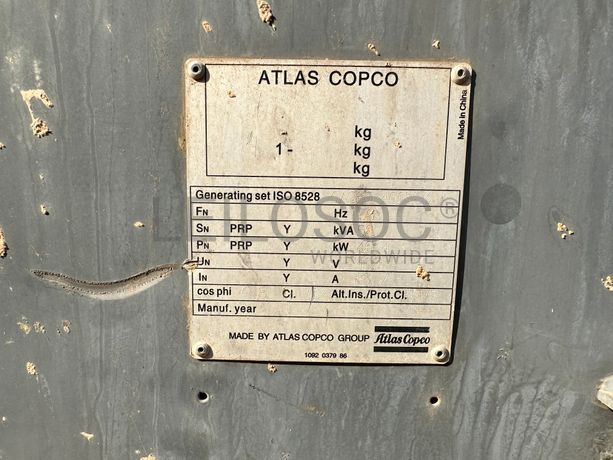 ATLAS COPCO
Made in China
- kg
1- kg
kg
Generating set ISO 8528
FN Hz
SN PRP Y kVA
PN PRP Y kW
UN Y V
IN Y A
cos phi Cl. Alt.Ins./Prot.Cl.
Manuf. year
MADE BY ATLAS COPCO GROUP Atlas Copco
1092 0379 86
LEILOSOC®
WORLDWIDE